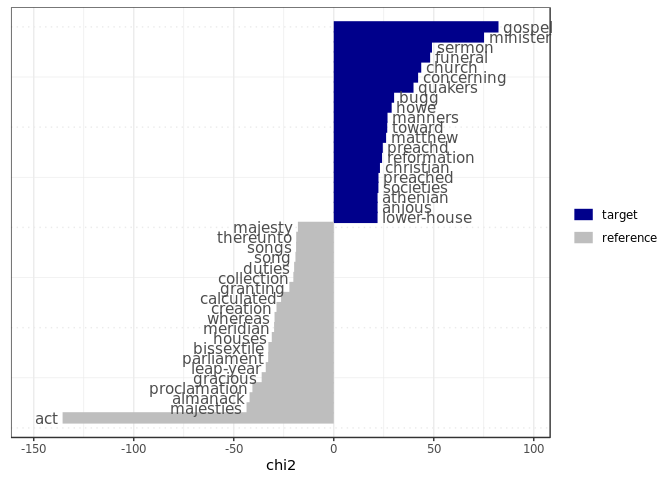 gospel
minister
sermon
funeral
church
concerning
quakers
bugg
howe
manners
toward
matthew
preachd
reformation
christian
preached
societies
athenian
anjous
lower-house
majesty
thereunto
songs
song
duties
collection
granting
calculated
creation
whereas
meridian
houses
bissextile
parliament
leap-year
gracious
proclamation
almanack
majesties
act
target
reference
-150 -100 -50 0 50 100
chi2